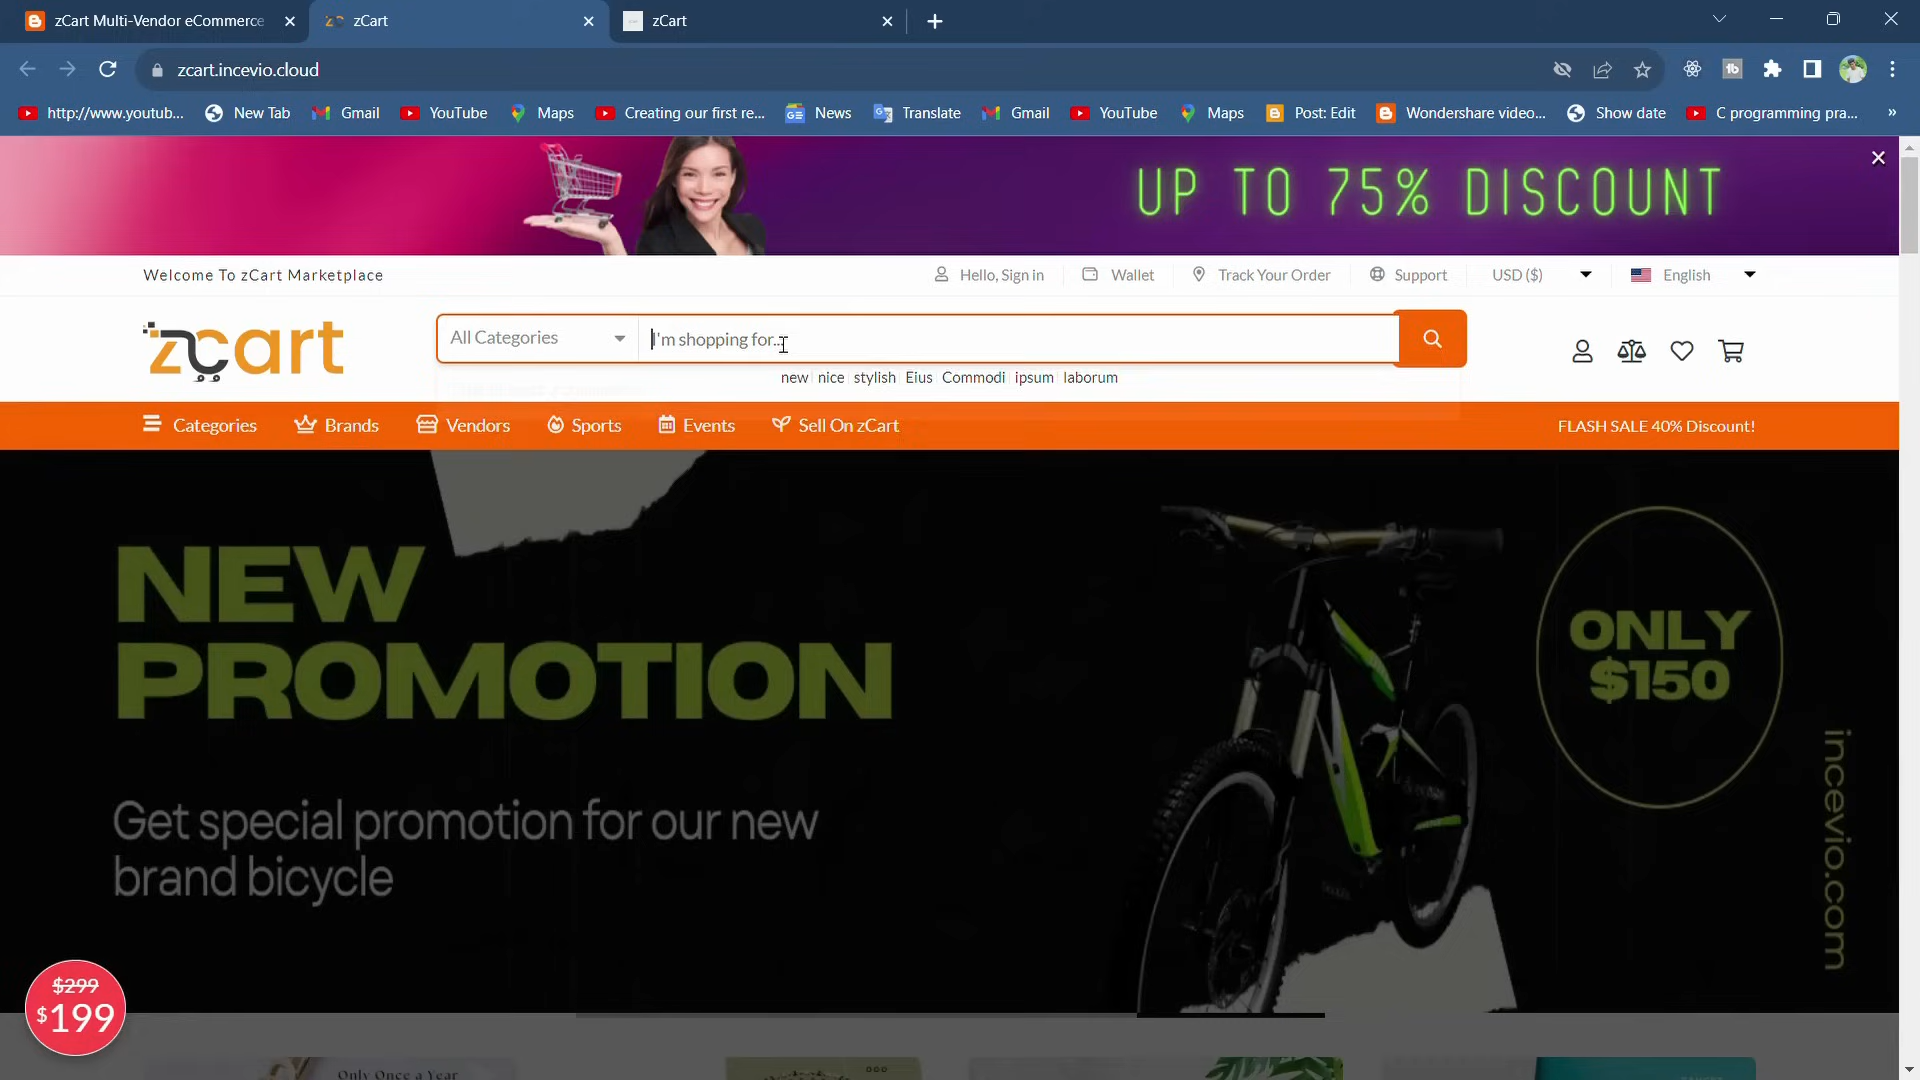 zCart Multi-Vendor eCommerce
zCart
zCart
zcart.incevio.cloud
http://www.youtub...
New Tab
Gmail
YouTube
Maps
Creating our first re...
News
Translate
Gmail
YouTube
Maps
Post: Edit
Wondershare video...
Show date
C programming pra...
»
UP TO 75% DISCOUNT
Welcome To zCart Marketplace
Hello, Sign in
Wallet
Track Your Order
Support
USD ($)
English
zcart
All Categories
I'm shopping for...
new nice stylish Eius Commodi ipsum laborum
Categories
Brands
Vendors
Sports
Events
Sell On zCart
FLASH SALE 40% Discount!
NEW
PROMOTION
Get special promotion for our new
brand bicycle
ONLY
$150
incevio.com
$299
$199
Only Once a Year